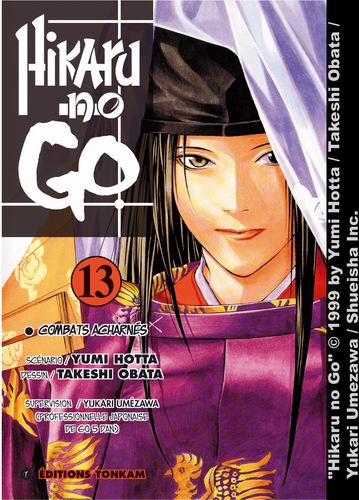 HIKARU
no
GO
13
COMBATS ACHARNÉS
SCÉNARIO / YUMI HOTTA
DESSIN / TAKESHI OBATA
SUPERVISION / YUKARI UMÉZAWA
(PROFESSIONNELLE JAPONAISE
DE GO 5 DAN)
ÉDITIONS TONKAM
"Hikaru no Go" © 1999 by Yumi Hotta / Takeshi Obata /
Yukari Umezawa / Shueisha Inc.